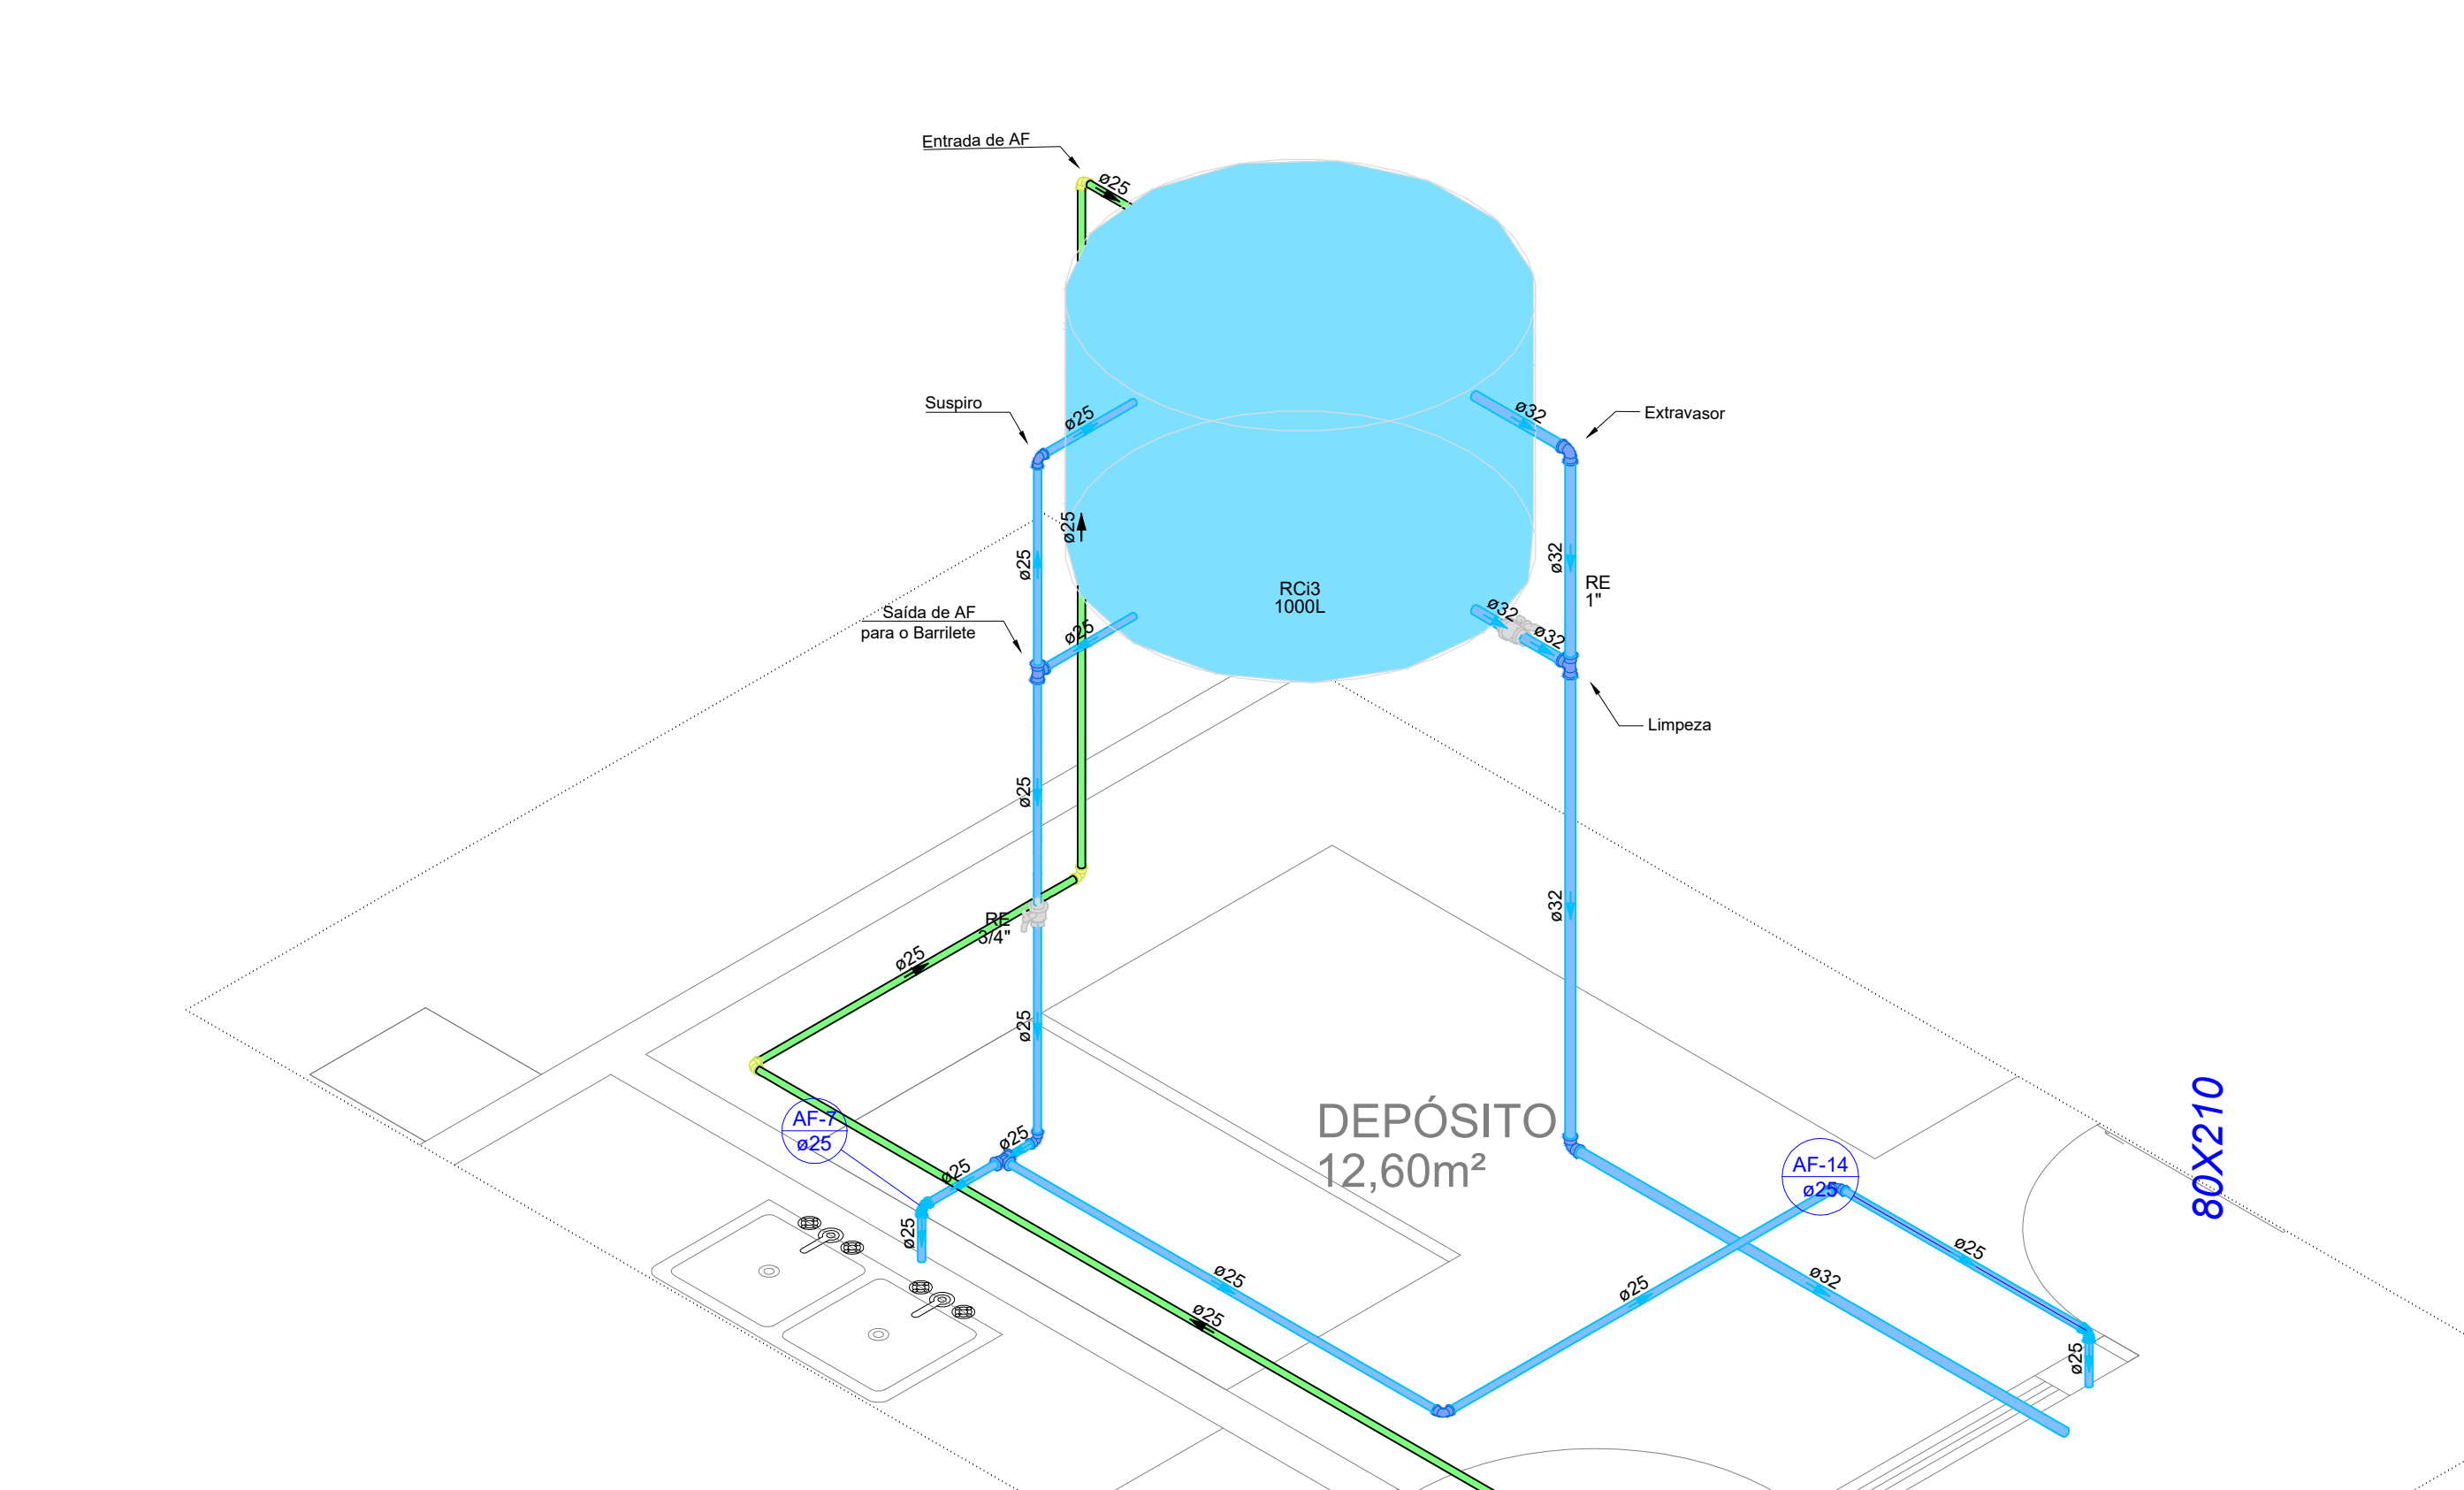 Entrada de AF
ø25
Suspiro
ø25
ø32
Extravasor
ø25
ø25
ø32
RE
1"
RCi3
1000L
Saída de AF
para o Barrilete
ø25
ø32
ø32
Limpeza
ø25
ø32
RE
3/4"
ø25
ø25
DEPÓSITO
12,60m²
80X210
AF-7
ø25
ø25
ø25
ø25
AF-14
ø25
ø25
ø25
ø32
ø25
ø25
ø25